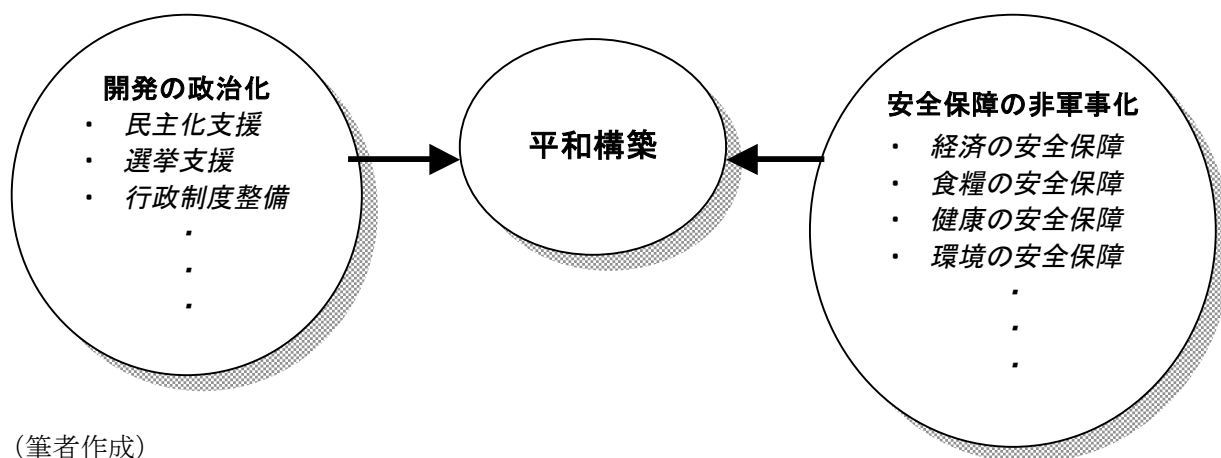 開発の政治化
・ 民主化支援
・ 選挙支援
・ 行政制度整備
・
・
・
平和構築
安全保障の非軍事化
・ 経済の安全保障
・ 食糧の安全保障
・ 健康の安全保障
・ 環境の安全保障
・
・
・
（筆者作成）